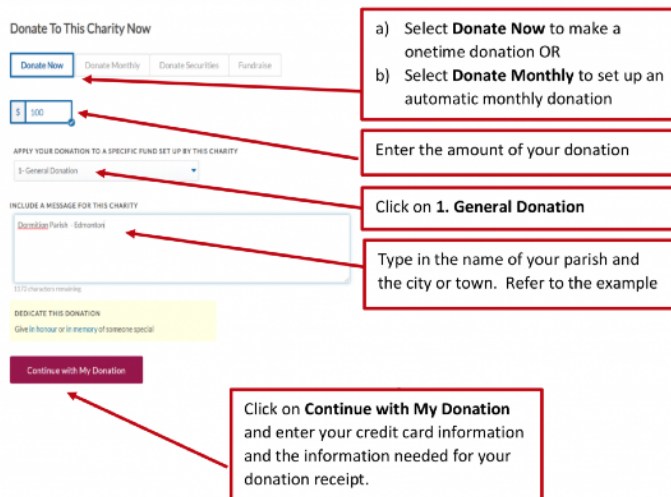 Donate To This Charity Now
Donate Now
Donate Monthly
Donate Securities
Fundraise
$ 100
APPLY YOUR DONATION TO A SPECIFIC FUND SET UP BY THIS CHARITY
1- General Donation
INCLUDE A MESSAGE FOR THIS CHARITY
Dormition Parish - Edmonton
1172 characters remaining
DEDICATE THIS DONATION
Give in honour or in memory of someone special
Continue with My Donation
a) Select Donate Now to make a
onetime donation OR
b) Select Donate Monthly to set up an
automatic monthly donation
Enter the amount of your donation
Click on 1. General Donation
Type in the name of your parish and
the city or town. Refer to the example
Click on Continue with My Donation
and enter your credit card information
and the information needed for your
donation receipt.